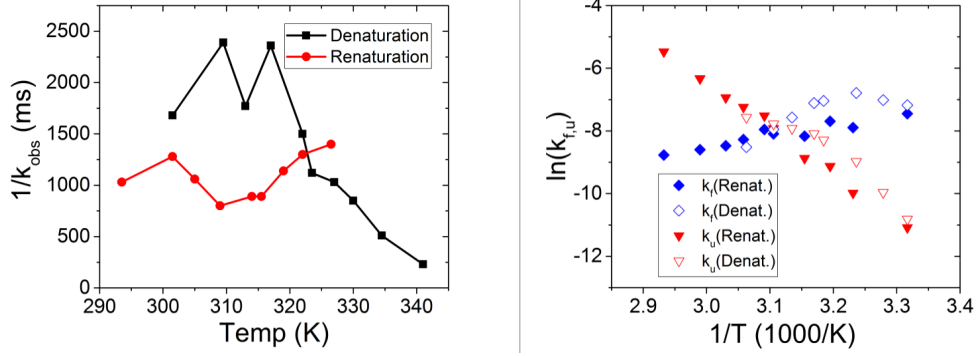 2500
2000
1500
1000
500
0
290 300 310 320 330 340
1/k_obs (ms)
Temp (K)
Denaturation
Renaturation
-4
-6
-8
-10
-12
2.9 3.0 3.1 3.2 3.3 3.4
ln(k_f,u)
1/T (1000/K)
k_f(Renat.)
k_f(Denat.)
k_u(Renat.)
k_u(Denat.)